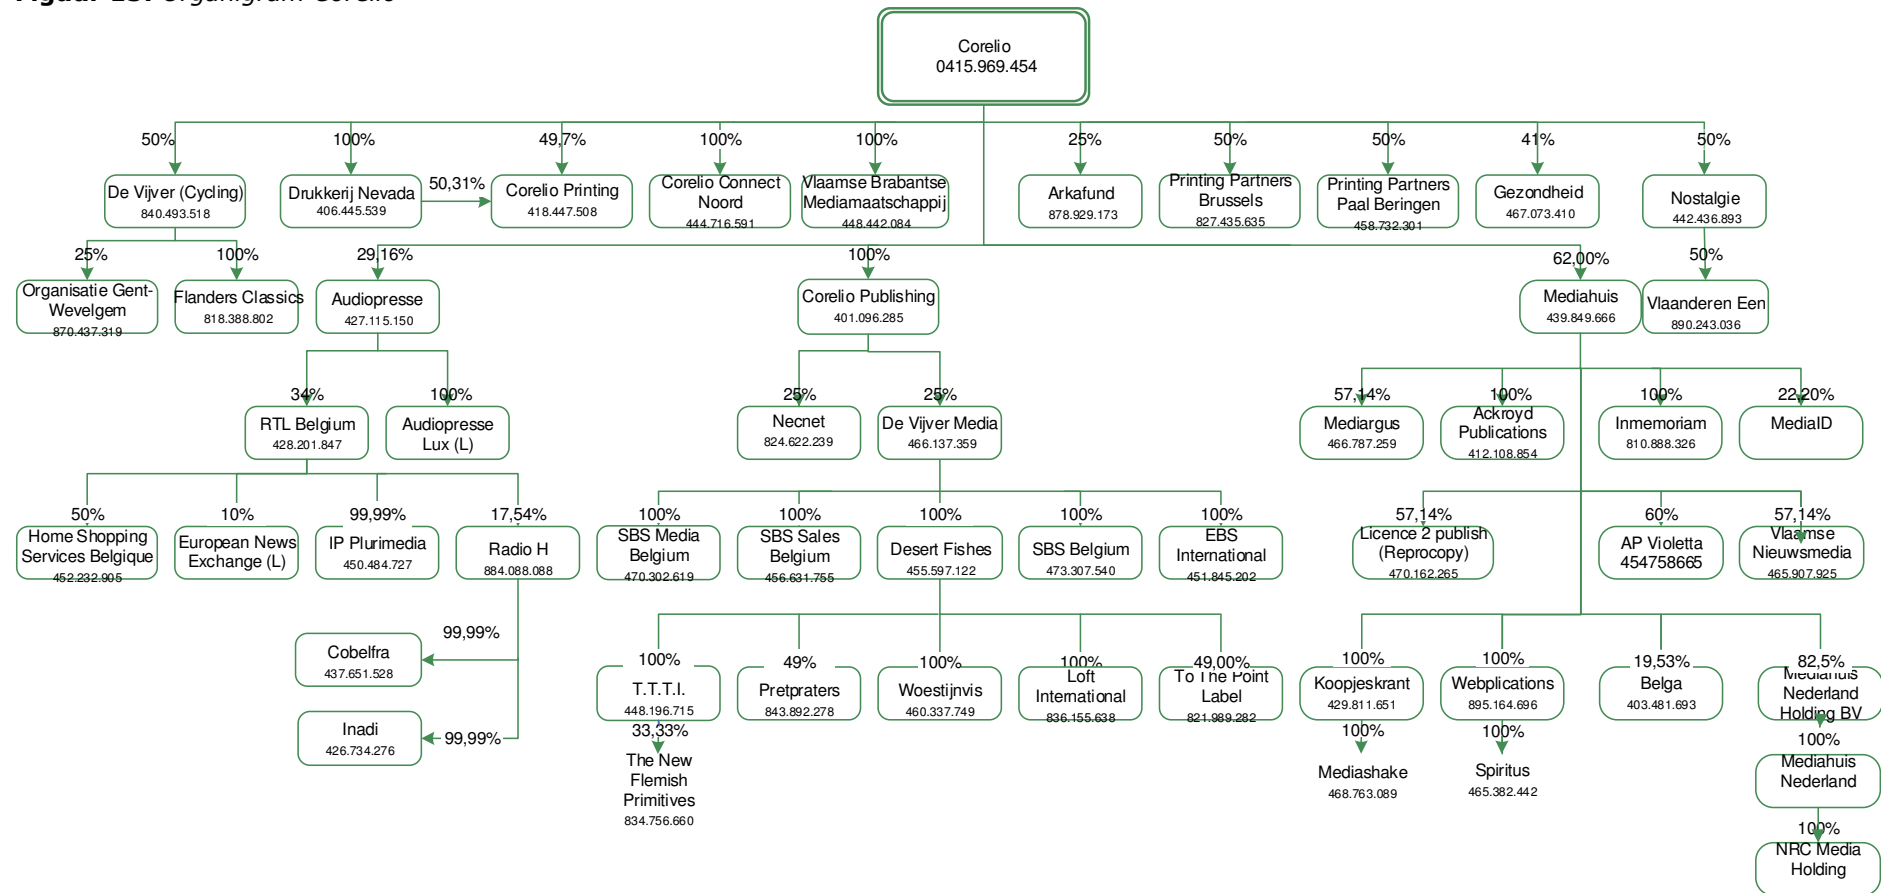 Figuur 13: Organigram Corelio
Corelio
0415.969.454
50%
100%
49,7%
100%
100%
25%
50%
50%
41%
50%
De Vijver (Cycling)
840.493.518
Drukkerij Nevada
406.445.539
50,31%
Corelio Printing
418.447.508
Corelio Connect
Noord
444.716.591
Vlaamse Brabantse
Mediamaatschappij
448.442.084
Arkafund
878.929.173
Printing Partners
Brussels
827.435.635
Printing Partners
Paal Beringen
458.732.301
Gezondheid
467.073.410
Nostalgie
442.436.893
25%
100%
29,16%
100%
62,00%
50%
Organisatie Gent-
Wevelgem
870.437.319
Flanders Classics
818.388.802
Audiopresse
427.115.150
Corelio Publishing
401.096.285
Mediahuis
439.849.666
Vlaanderen Een
890.243.036
34%
100%
25%
25%
57,14%
100%
100%
22,20%
RTL Belgium
428.201.847
Audiopresse
Lux (L)
Necnet
824.622.239
De Vijver Media
466.137.359
Mediargus
466.787.259
Ackroyd
Publications
412.108.854
Inmemoriam
810.888.326
MediaID
50%
10%
99,99%
17,54%
100%
100%
100%
100%
100%
57,14%
60%
57,14%
Home Shopping
Services Belgique
452.232.905
European News
Exchange (L)
IP Plurimedia
450.484.727
Radio H
884.088.088
SBS Media
Belgium
470.302.619
SBS Sales
Belgium
456.631.755
Desert Fishes
455.597.122
SBS Belgium
473.307.540
EBS
International
451.845.202
Licence 2 publish
(Reprocopy)
470.162.265
AP Violetta
454758665
Vlaamse
Nieuwsmedia
465.907.925
99,99%
Cobelfra
437.651.528
99,99%
Inadi
426.734.276
100%
49%
100%
100%
49,00%
100%
100%
19,53%
82,5%
T.T.T.I.
448.196.715
Pretpraters
843.892.278
Woestijnvis
460.337.749
Loft
International
836.155.638
To The Point
Label
821.989.282
Koopjeskrant
429.811.651
Webplications
895.164.696
Belga
403.481.693
Mediahuis
Nederland
Holding BV
33,33%
100%
100%
100%
The New
Flemish
Primitives
834.756.660
Mediashake
468.763.089
Spiritus
465.382.442
Mediahuis
Nederland
100%
NRC Media
Holding